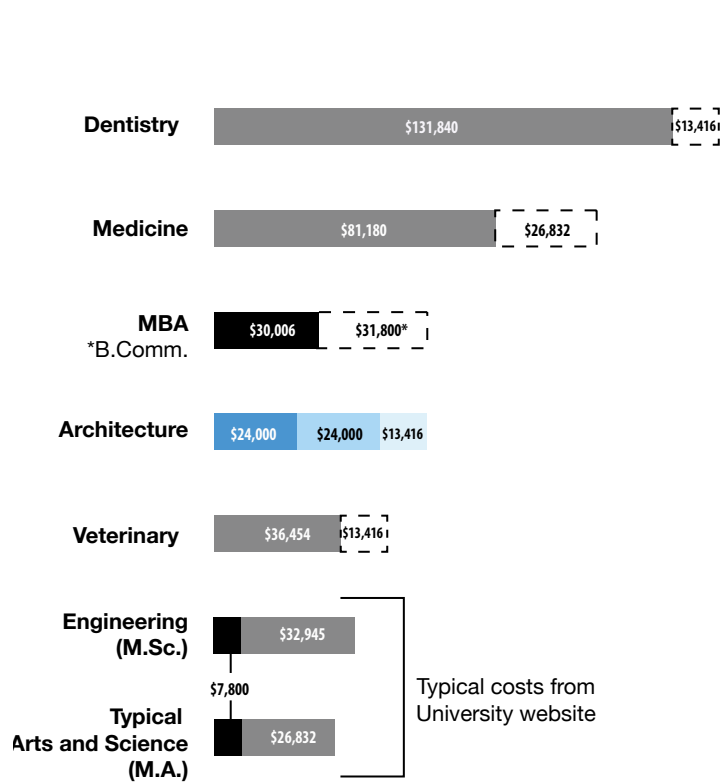 Dentistry
$131,840
$13,416
Medicine
$81,180
$26,832
MBA
*B.Comm.
$30,006
$31,800*
Architecture
$24,000
$24,000
$13,416
Veterinary
$36,454
$13,416
Engineering
(M.Sc.)
$32,945
$7,800
Typical
Arts and Science
(M.A.)
$26,832
Typical costs from
University website